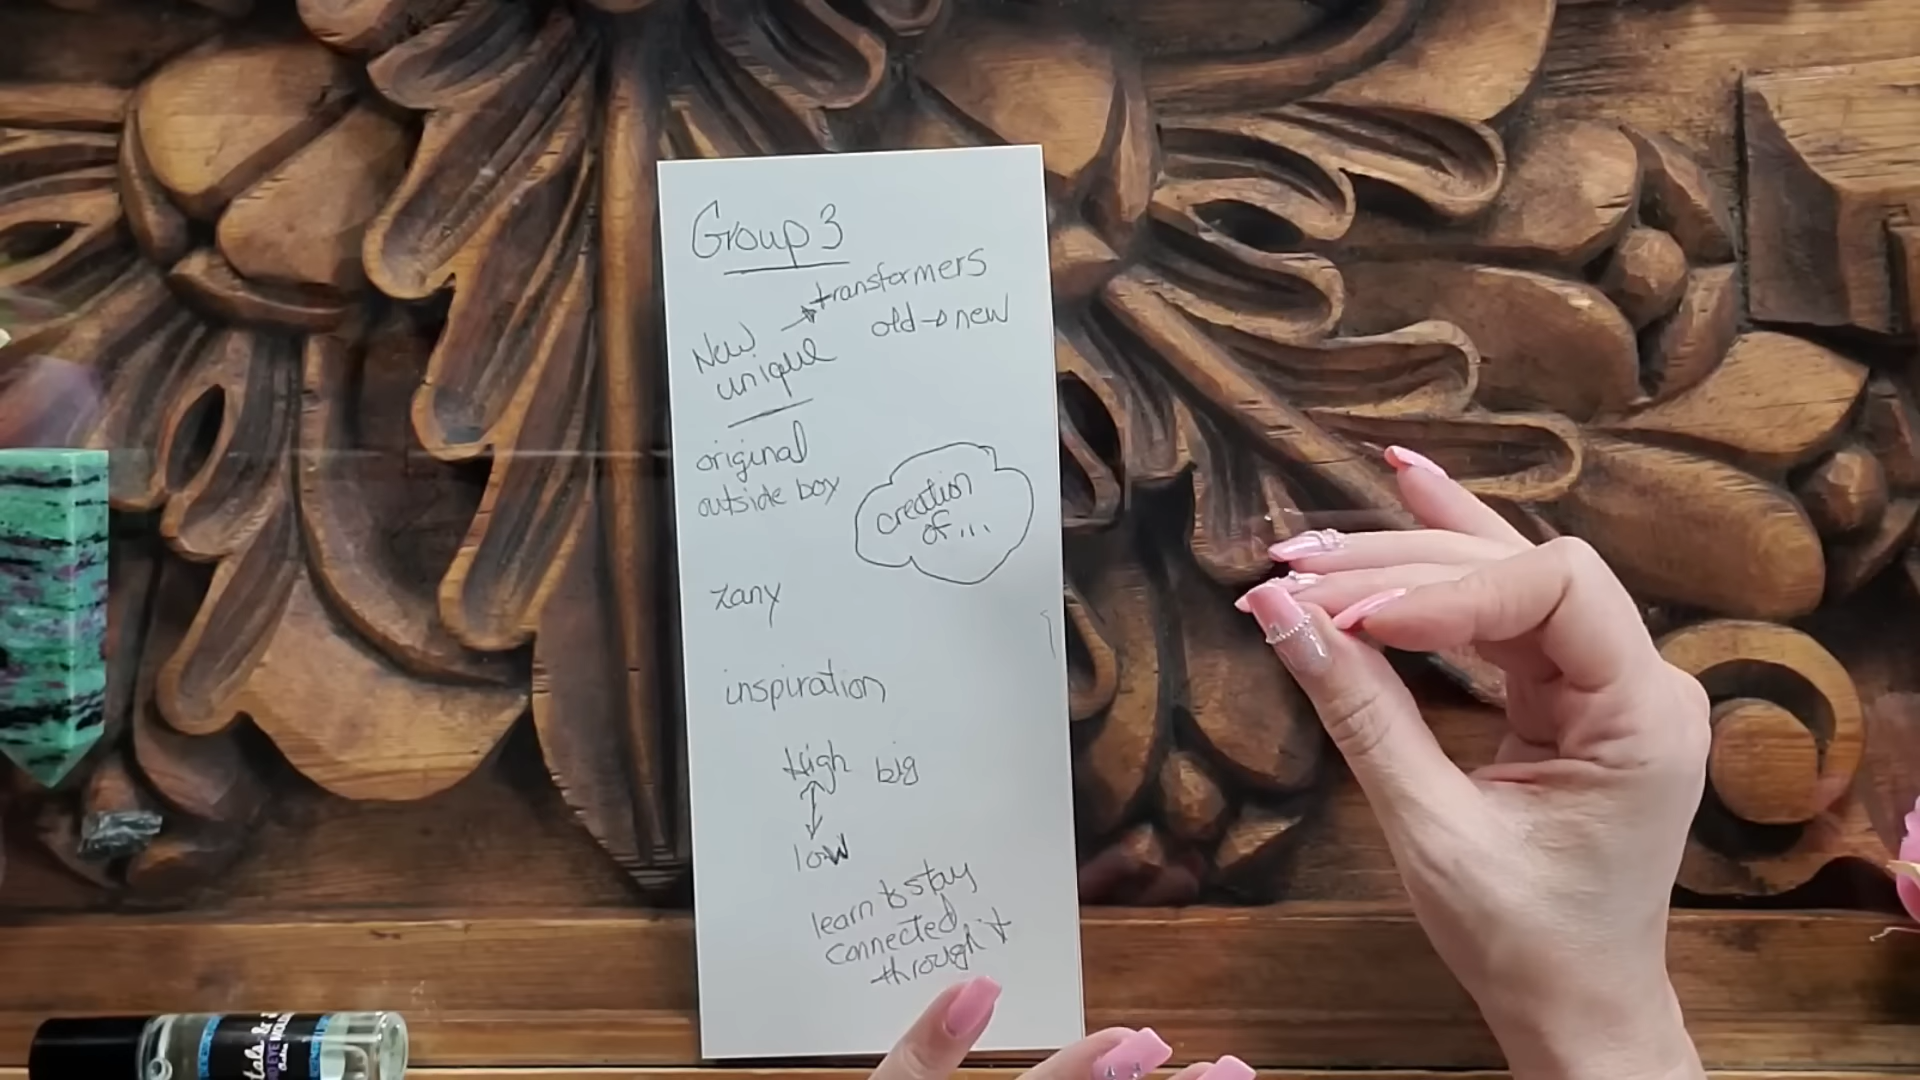 Group 3
transformers
old → new
New
unique
original
outside box
creation
of...
zany
inspiration
high big
↕
low
learn to stay
connected
through it